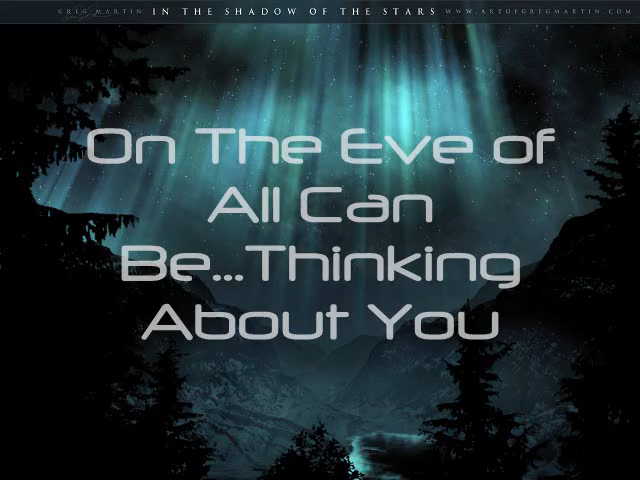 GREG MARTIN IN THE SHADOW OF THE STARS WWW.ARTOFGREGMARTIN.COM
On The Eve of
All Can
Be...Thinking
About You